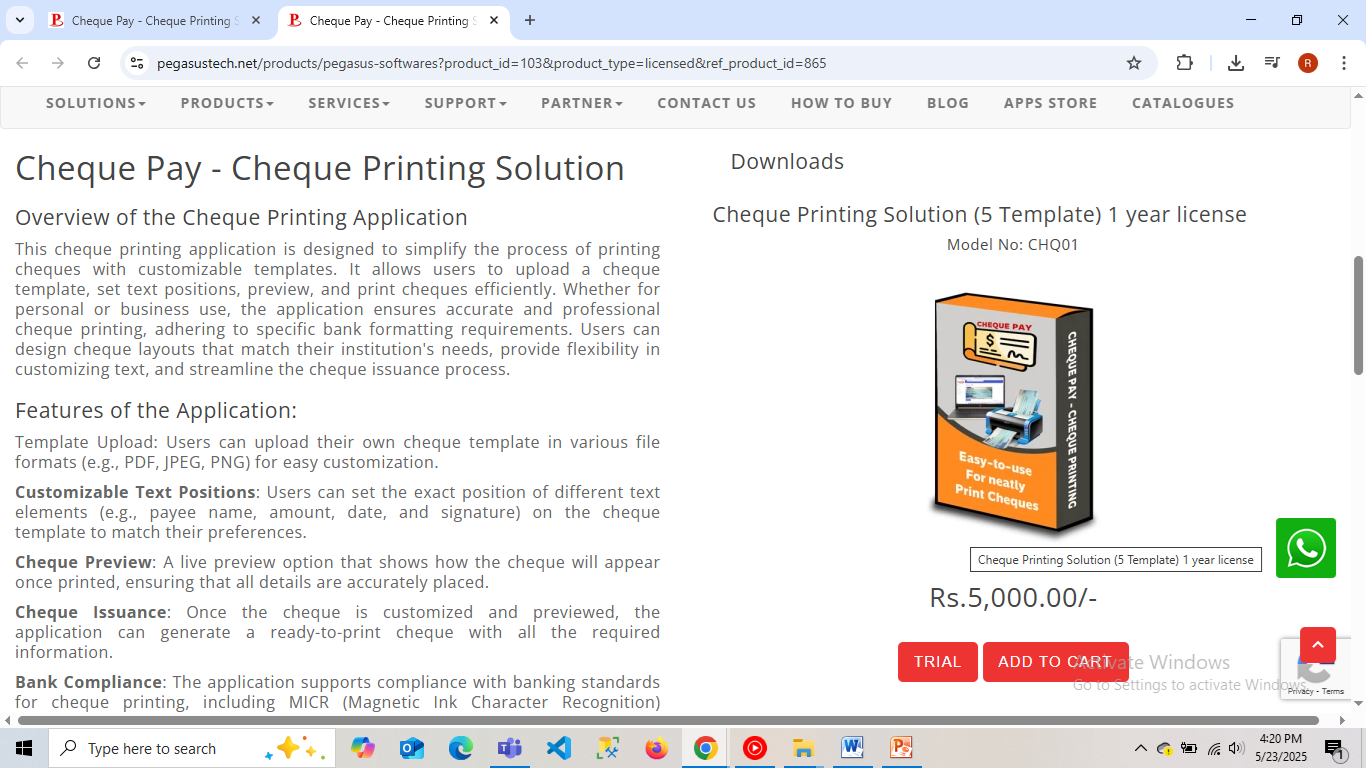 Cheque Pay - Cheque Printing S
Cheque Pay - Cheque Printing S
pegasustech.net/products/pegasus-softwares?product_id=103&product_type=licensed&ref_product_id=865
R
SOLUTIONS PRODUCTS SERVICES SUPPORT PARTNER CONTACT US HOW TO BUY BLOG APPS STORE CATALOGUES
Cheque Pay - Cheque Printing Solution
Overview of the Cheque Printing Application
This cheque printing application is designed to simplify the process of printing
cheques with customizable templates. It allows users to upload a cheque
template, set text positions, preview, and print cheques efficiently. Whether for
personal or business use, the application ensures accurate and professional
cheque printing, adhering to specific bank formatting requirements. Users can
design cheque layouts that match their institution's needs, provide flexibility in
customizing text, and streamline the cheque issuance process.
Features of the Application:
Template Upload: Users can upload their own cheque template in various file
formats (e.g., PDF, JPEG, PNG) for easy customization.
Customizable Text Positions: Users can set the exact position of different text
elements (e.g., payee name, amount, date, and signature) on the cheque
template to match their preferences.
Cheque Preview: A live preview option that shows how the cheque will appear
once printed, ensuring that all details are accurately placed.
Cheque Issuance: Once the cheque is customized and previewed, the
application can generate a ready-to-print cheque with all the required
information.
Bank Compliance: The application supports compliance with banking standards
for cheque printing, including MICR (Magnetic Ink Character Recognition)
Downloads
Cheque Printing Solution (5 Template) 1 year license
Model No: CHQ01
CHEQUE PAY
CHEQUE PAY - CHEQUE PRINTING
Easy-to-use
For neatly
Print Cheques
Cheque Printing Solution (5 Template) 1 year license
Rs.5,000.00/-
TRIAL
ADD TO CART
Activate Windows
Go to Settings to activate Windows.
Privacy - Terms
Type here to search
4:20 PM
5/23/2025
1